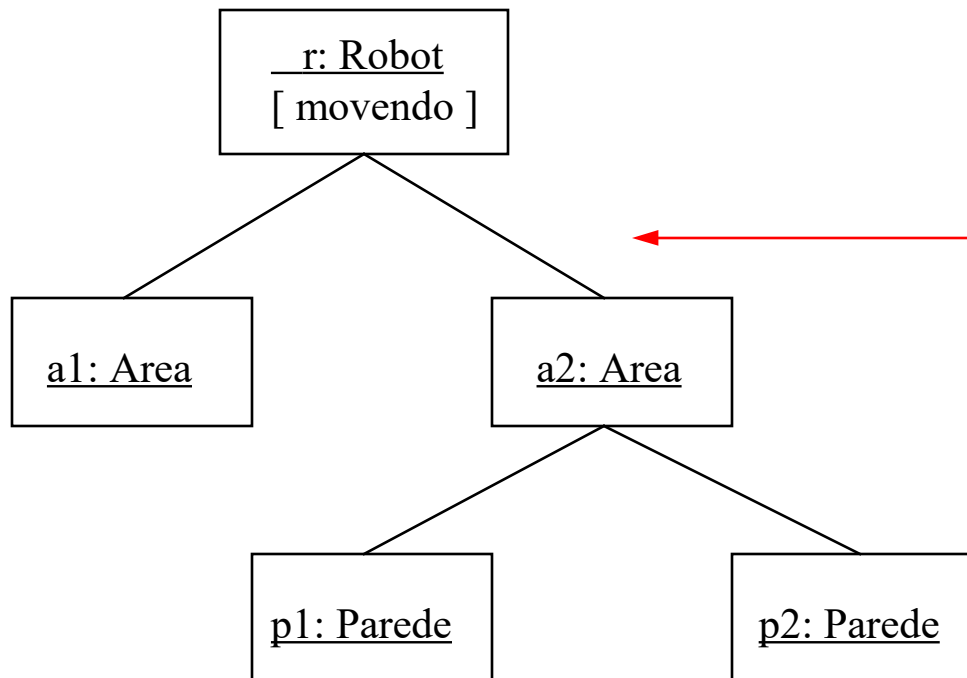 r: Robot
[ movendo ]
a1: Area
a2: Area
p1: Parede
p2: Parede